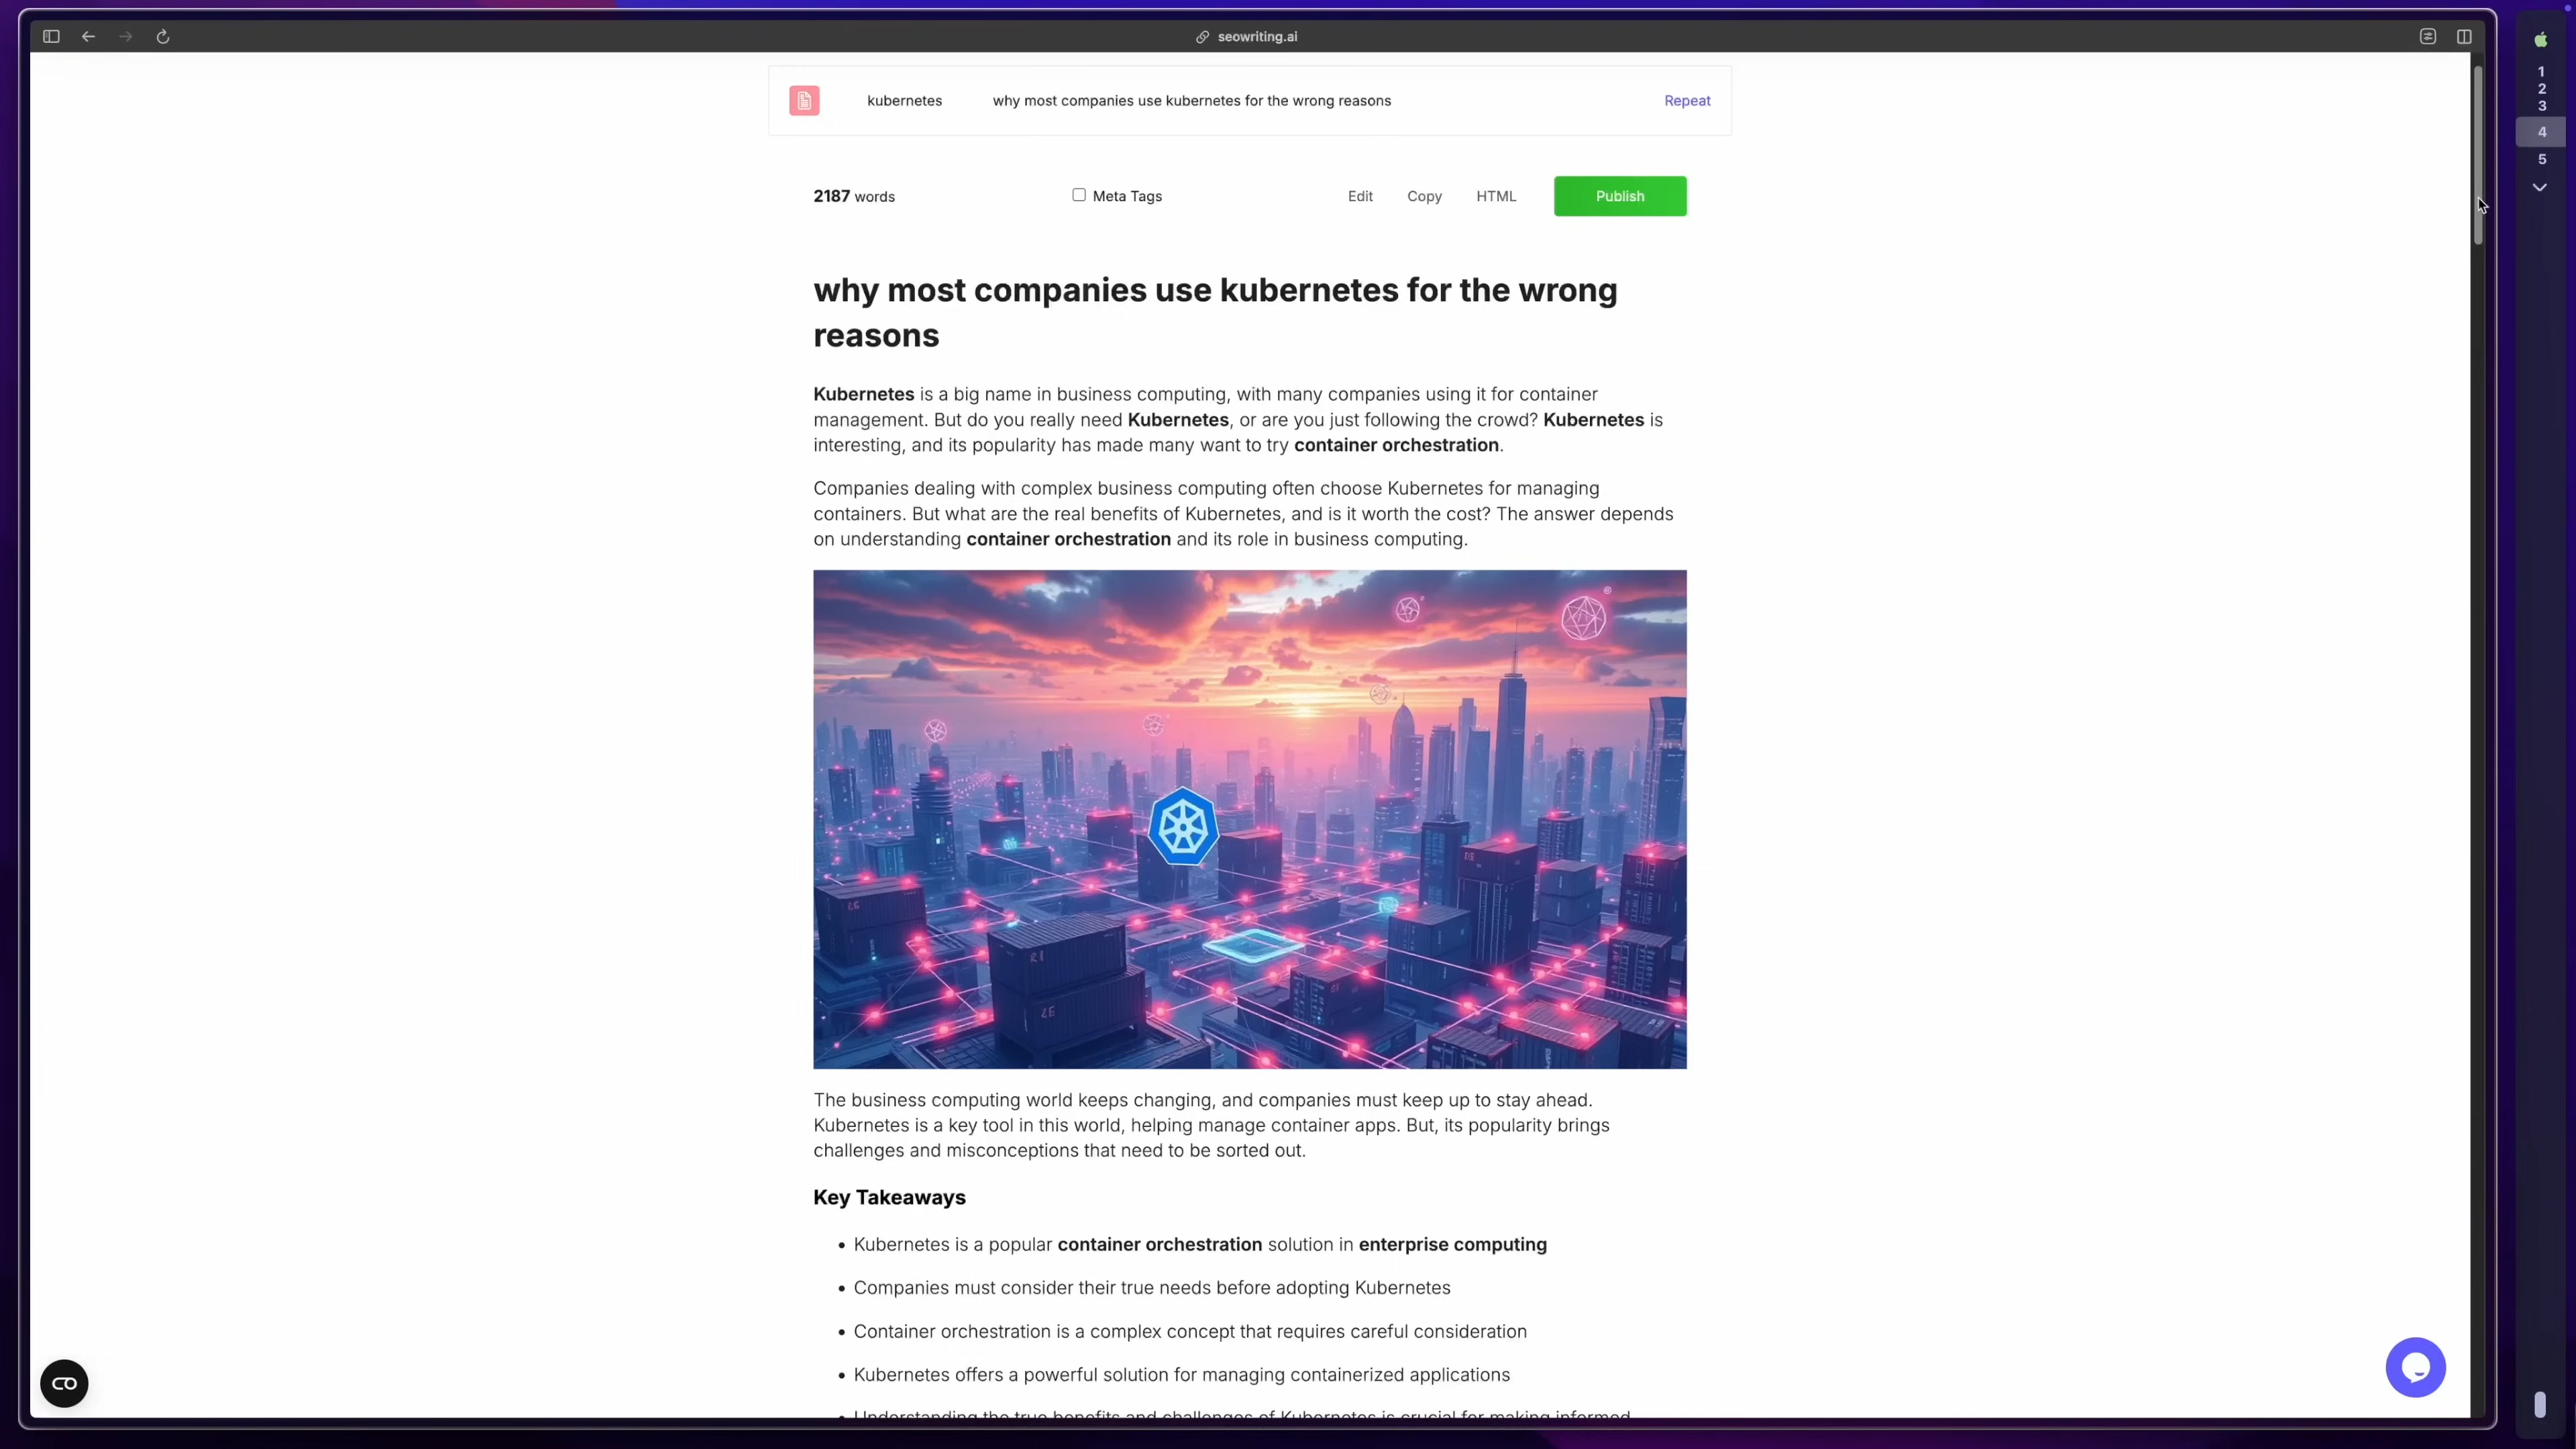 seowriting.ai
kubernetes
why most companies use kubernetes for the wrong reasons
Repeat
2187 words
Meta Tags
Edit
Copy
HTML
Publish
why most companies use kubernetes for the wrong
reasons
Kubernetes is a big name in business computing, with many companies using it for container
management. But do you really need Kubernetes, or are you just following the crowd? Kubernetes is
interesting, and its popularity has made many want to try container orchestration.
Companies dealing with complex business computing often choose Kubernetes for managing
containers. But what are the real benefits of Kubernetes, and is it worth the cost? The answer depends
on understanding container orchestration and its role in business computing.
The business computing world keeps changing, and companies must keep up to stay ahead.
Kubernetes is a key tool in this world, helping manage container apps. But, its popularity brings
challenges and misconceptions that need to be sorted out.
Key Takeaways
• Kubernetes is a popular container orchestration solution in enterprise computing
• Companies must consider their true needs before adopting Kubernetes
• Container orchestration is a complex concept that requires careful consideration
• Kubernetes offers a powerful solution for managing containerized applications
• Understanding the true benefits and challenges of Kubernetes is crucial for making informed
1
2
3
4
5